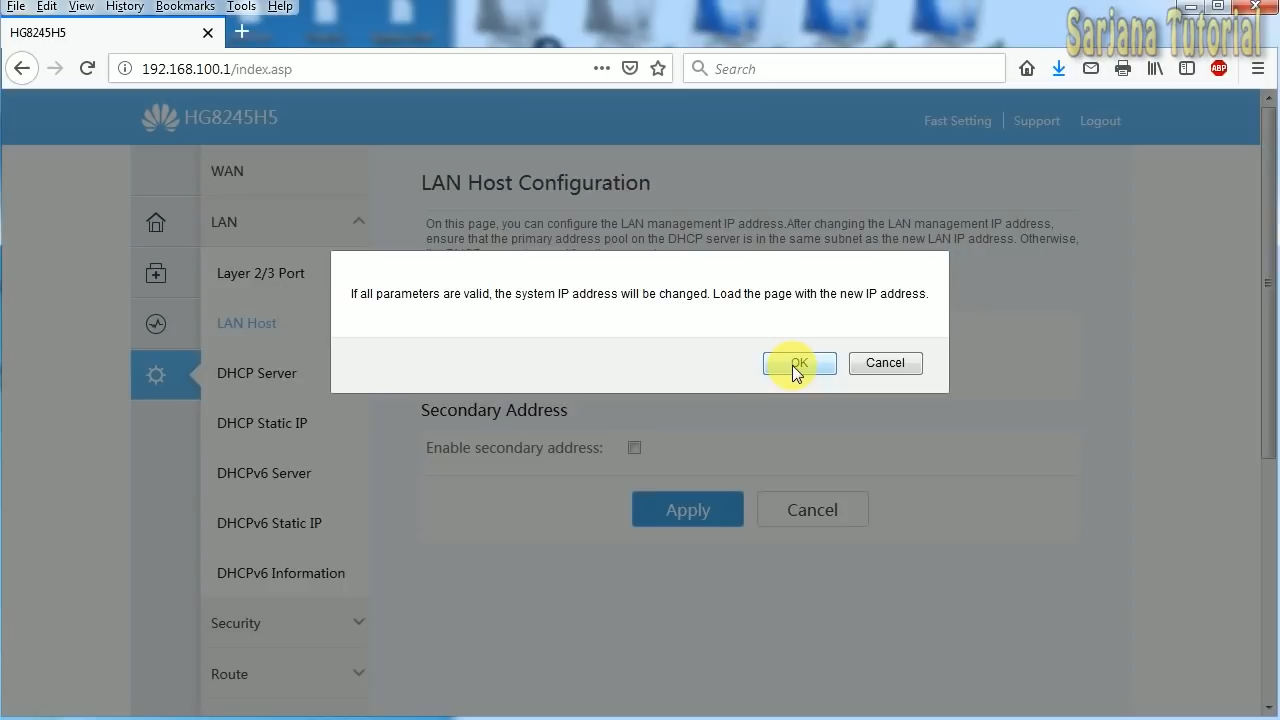 File Edit View History Bookmarks Tools Help
Sarjana Tutorial
HG8245H5
192.168.100.1/index.asp
Search
ABP
HG8245H5
Fast Setting Support Logout
WAN
LAN
Layer 2/3 Port
LAN Host
DHCP Server
DHCP Static IP
DHCPv6 Server
DHCPv6 Static IP
DHCPv6 Information
Security
Route
LAN Host Configuration
On this page, you can configure the LAN management IP address.After changing the LAN management IP address,
ensure that the primary address pool on the DHCP server is in the same subnet as the new LAN IP address. Otherwise,
If all parameters are valid, the system IP address will be changed. Load the page with the new IP address.
OK Cancel
Secondary Address
Enable secondary address:
Apply Cancel